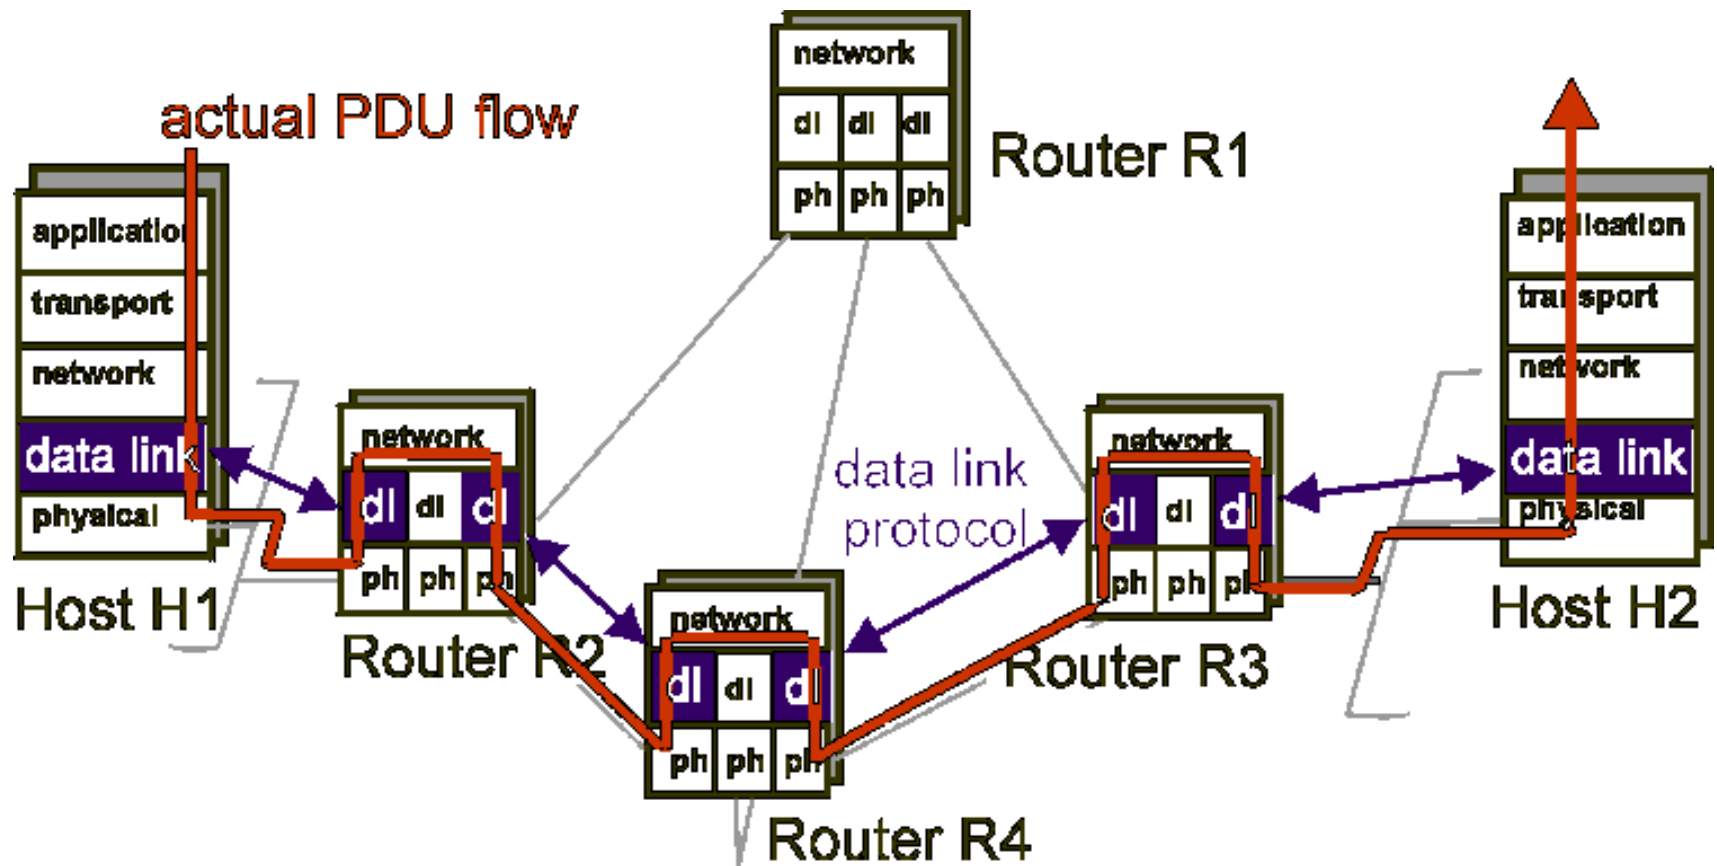 actual PDU flow
network
dl dl dl
ph ph ph
Router R1
application
transport
network
data link
physical
Host H1
network
dl dl dl
ph ph ph
Router R2
data link
protocol
network
dl dl dl
ph ph ph
Router R4
network
dl dl dl
ph ph ph
Router R3
application
transport
network
data link
physical
Host H2